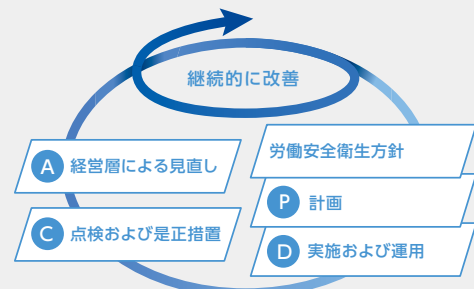 継続的に改善
労働安全衛生方針
P 計画
D 実施および運用
C 点検および是正措置
A 経営層による見直し